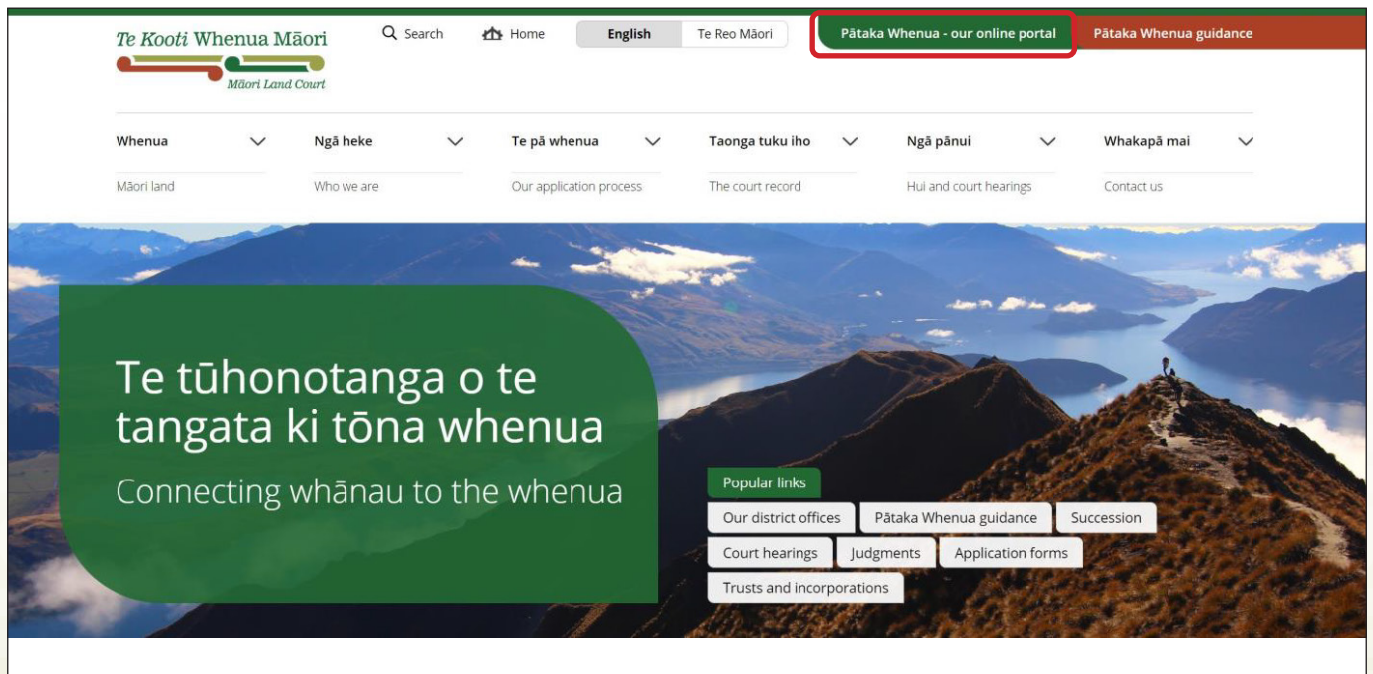 Te Kooti Whenua Māori
Māori Land Court
Search
Home
English
Te Reo Māori
Pātaka Whenua - our online portal
Pātaka Whenua guidance
Whenua
Ngā heke
Te pā whenua
Taonga tuku iho
Ngā pānui
Whakapā mai
Māori land
Who we are
Our application process
The court record
Hui and court hearings
Contact us
Te tūhonotanga o te
tangata ki tōna whenua
Connecting whānau to the whenua
Popular links
Our district offices
Pātaka Whenua guidance
Succession
Court hearings
Judgments
Application forms
Trusts and incorporations